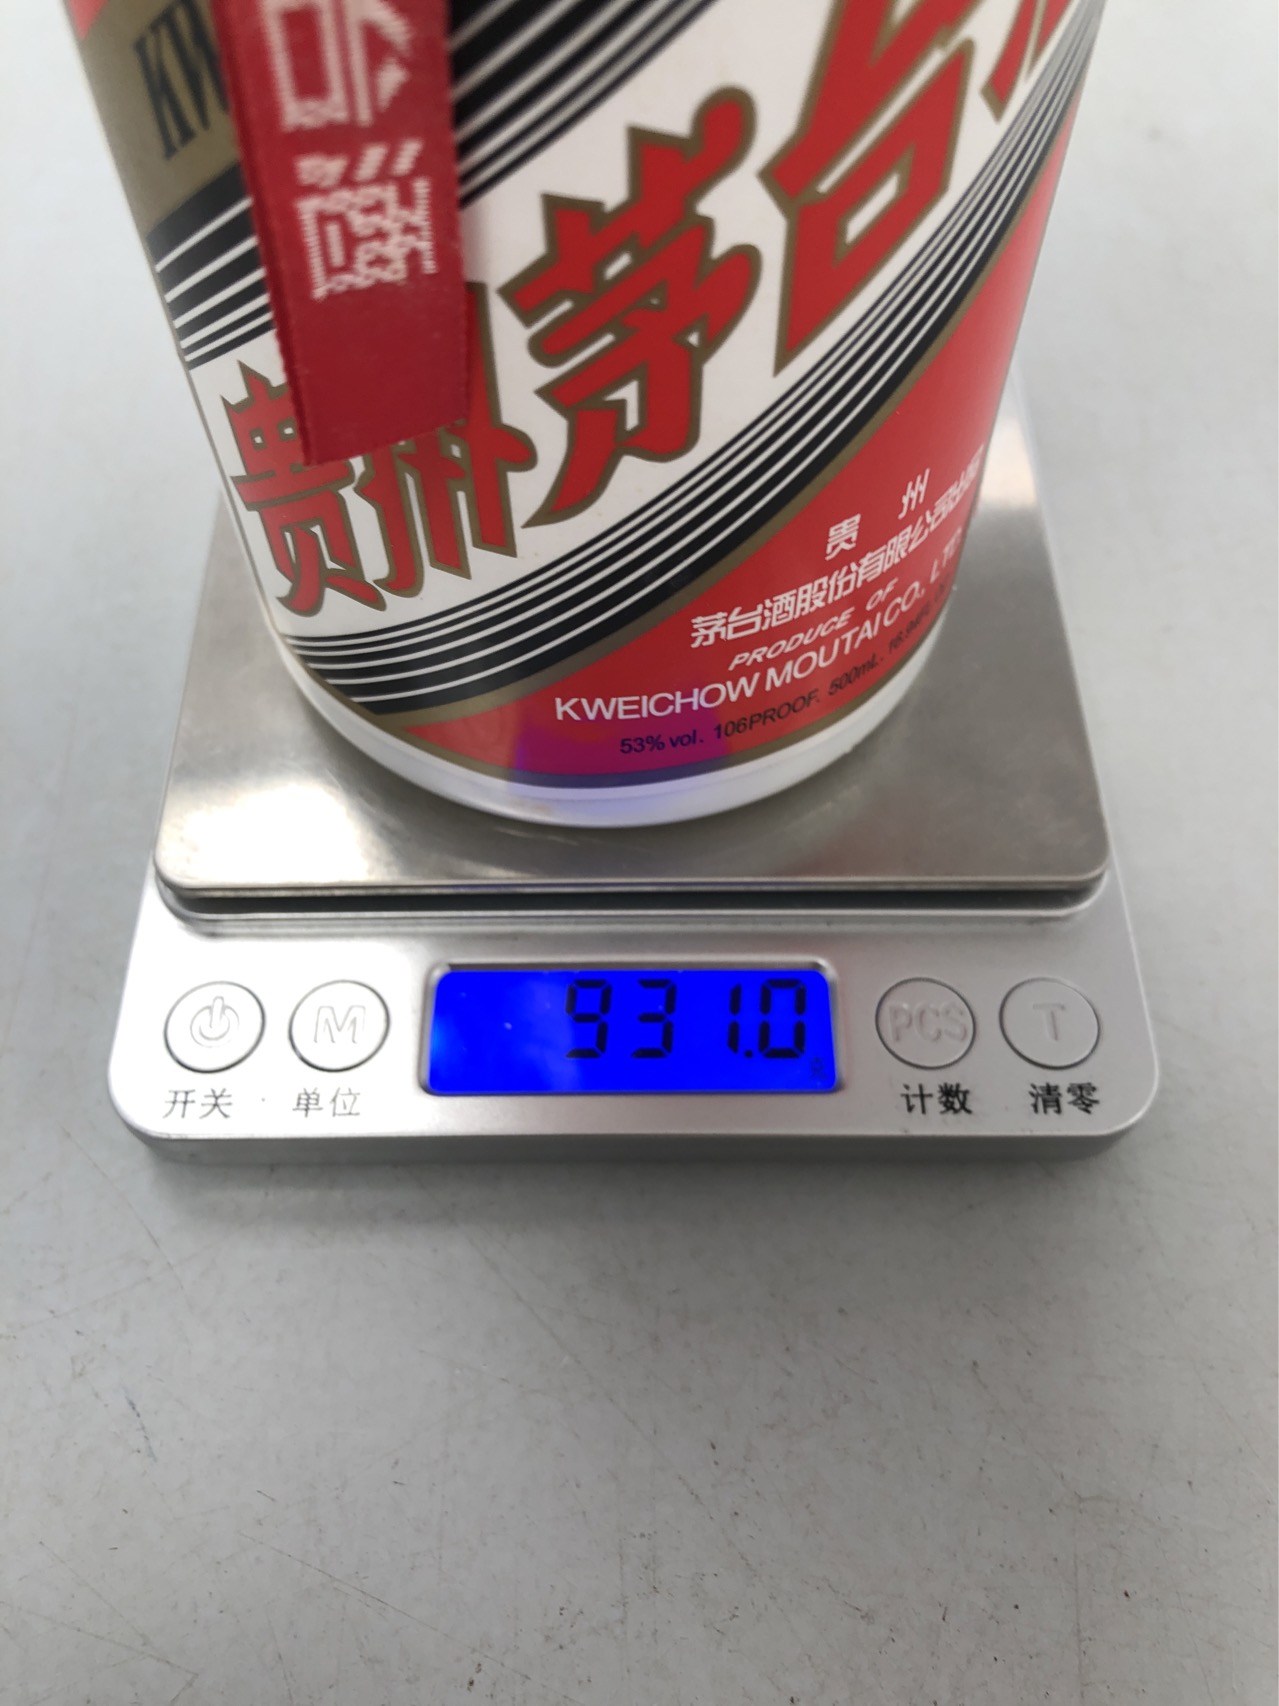 KW
贵州茅台
贵 州
茅台酒股份有限公司出品
PRODUCE OF
KWEICHOW MOUTAI CO., LTD.
53% vol. 106PROOF. 500mL.
931.0
M
PCS
T
开关
单位
计数
清零